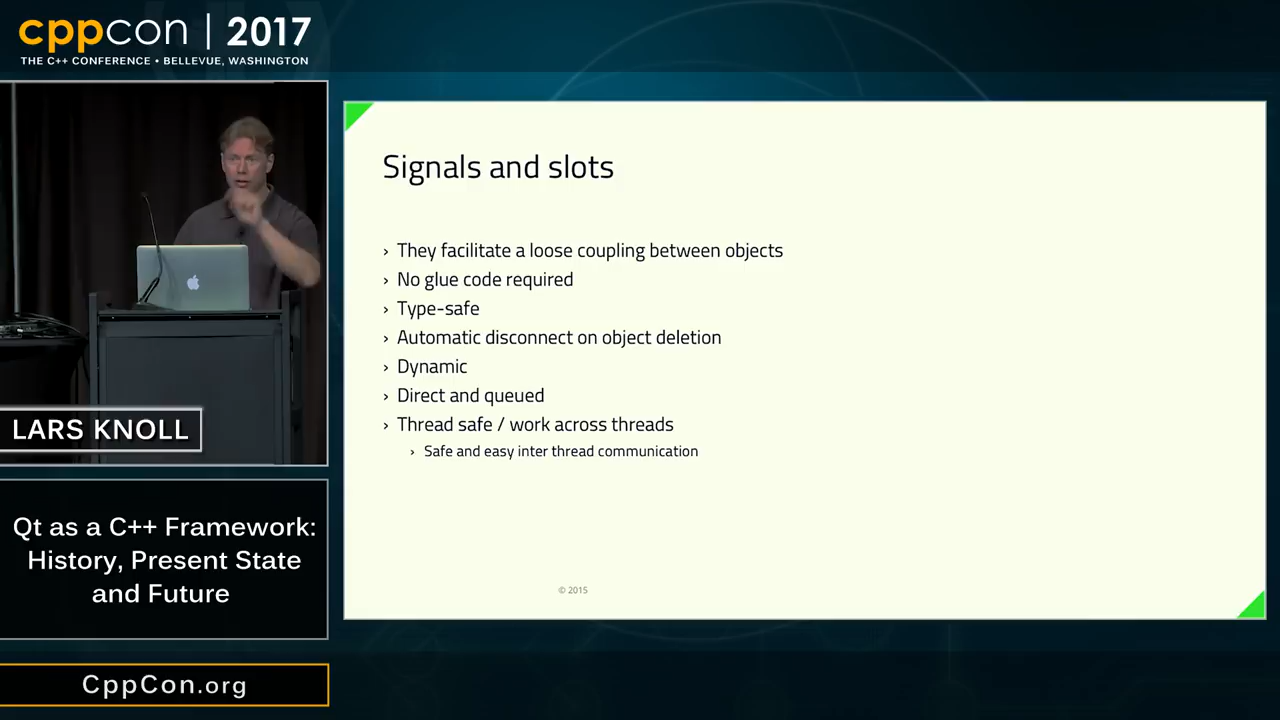 cppcon | 2017
THE C++ CONFERENCE • BELLEVUE, WASHINGTON
LARS KNOLL
Qt as a C++ Framework:
History, Present State
and Future
CppCon.org
Signals and slots
› They facilitate a loose coupling between objects
› No glue code required
› Type-safe
› Automatic disconnect on object deletion
› Dynamic
› Direct and queued
› Thread safe / work across threads
› Safe and easy inter thread communication
© 2015